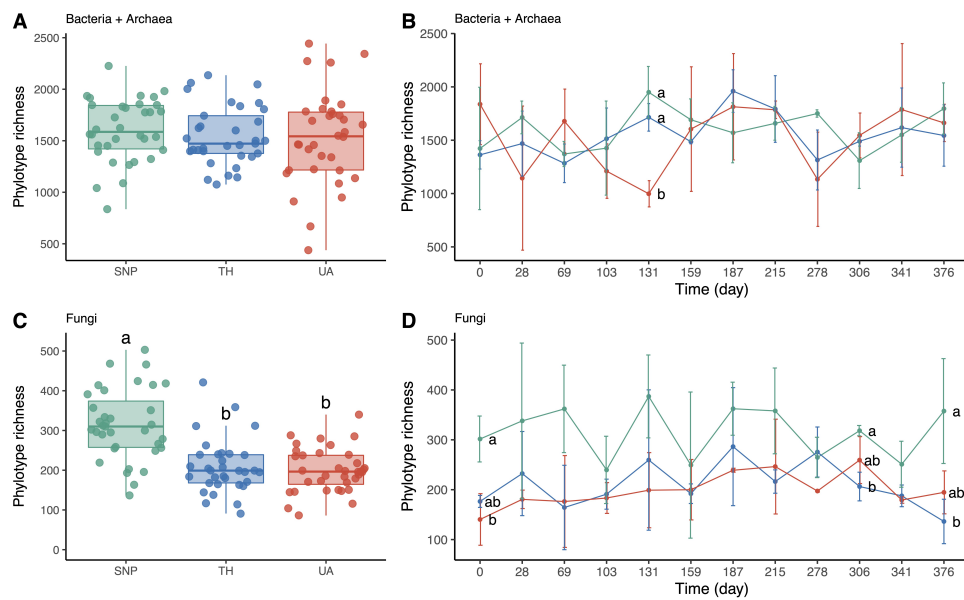 A
Bacteria + Archaea
Phylotype richness
2500
2000
1500
1000
500
SNP
TH
UA
B
Bacteria + Archaea
Phylotype richness
2500
2000
1500
1000
500
a
a
b
0 28 69 103 131 159 187 215 278 306 341 376
Time (day)
C
Fungi
Phylotype richness
500
400
300
200
100
0
a
b
b
SNP
TH
UA
D
Fungi
Phylotype richness
500
400
300
200
100
a
ab
b
a
ab
b
a
ab
b
0 28 69 103 131 159 187 215 278 306 341 376
Time (day)